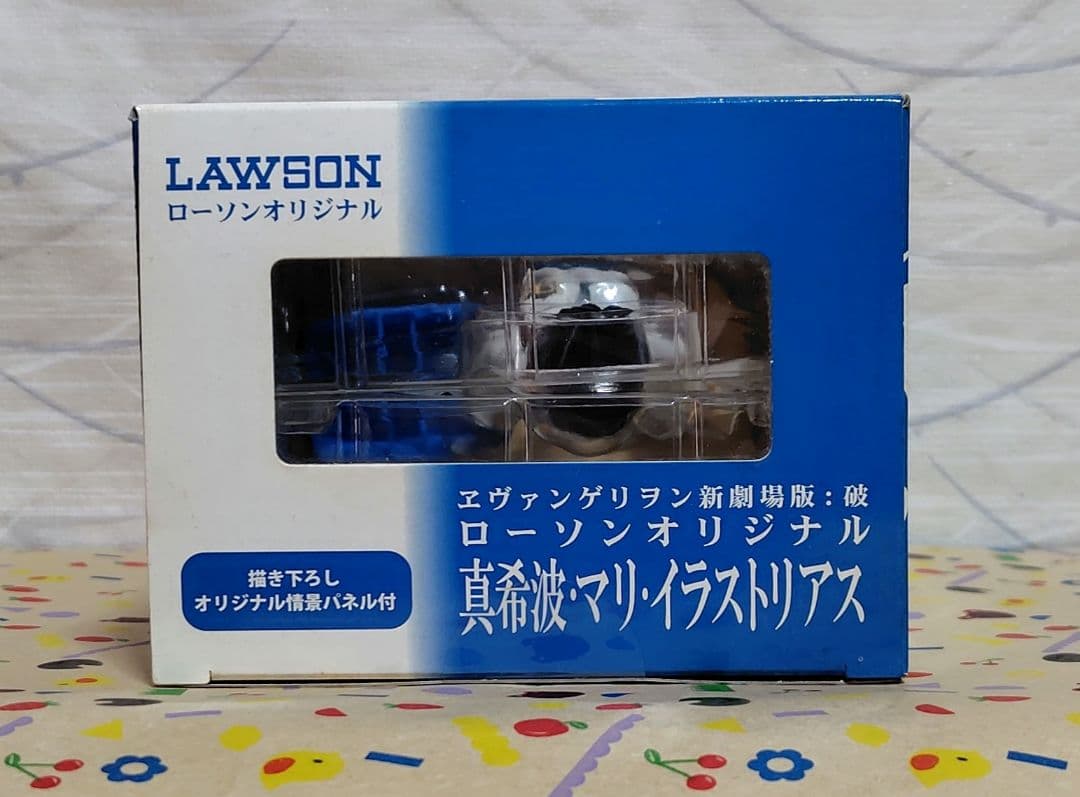 LAWSON
ローソンオリジナル
ヱヴァンゲリヲン新劇場版：破
ローソンオリジナル
真希波・マリ・イラストリアス
描き下ろし
オリジナル情景パネル付